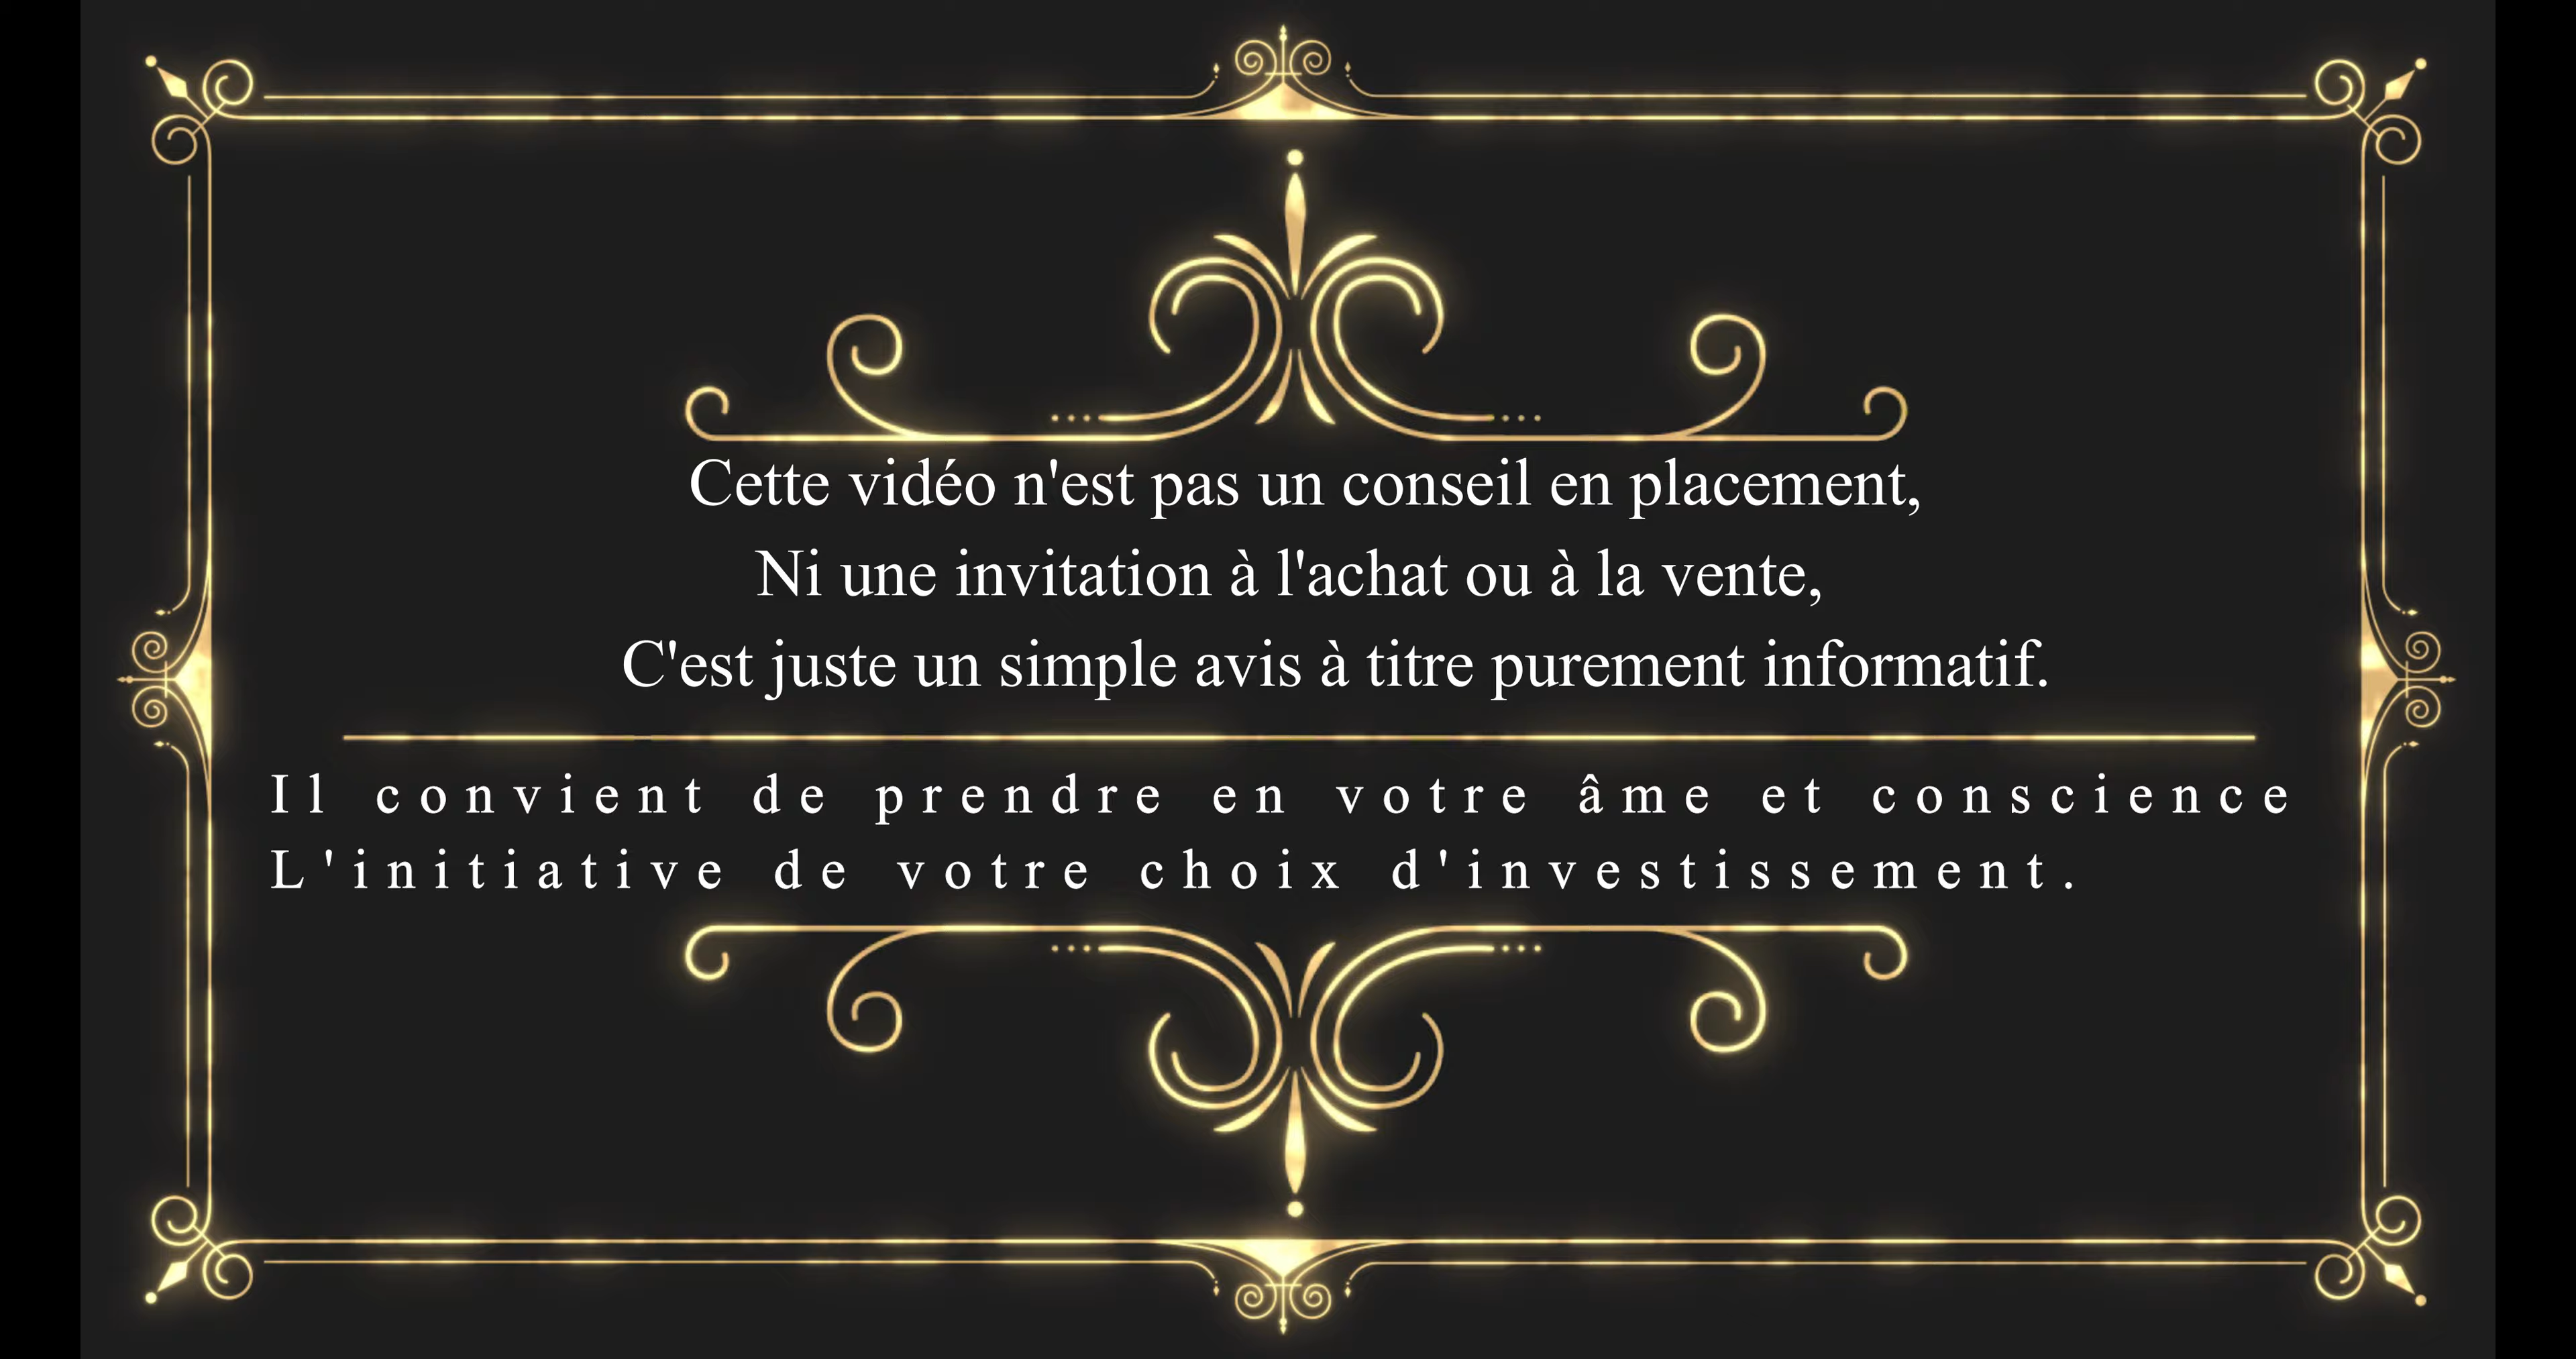 Cette vidéo n'est pas un conseil en placement,
Ni une invitation à l'achat ou à la vente,
C'est juste un simple avis à titre purement informatif.
Il convient de prendre en votre âme et conscience
L'initiative de votre choix d'investissement.